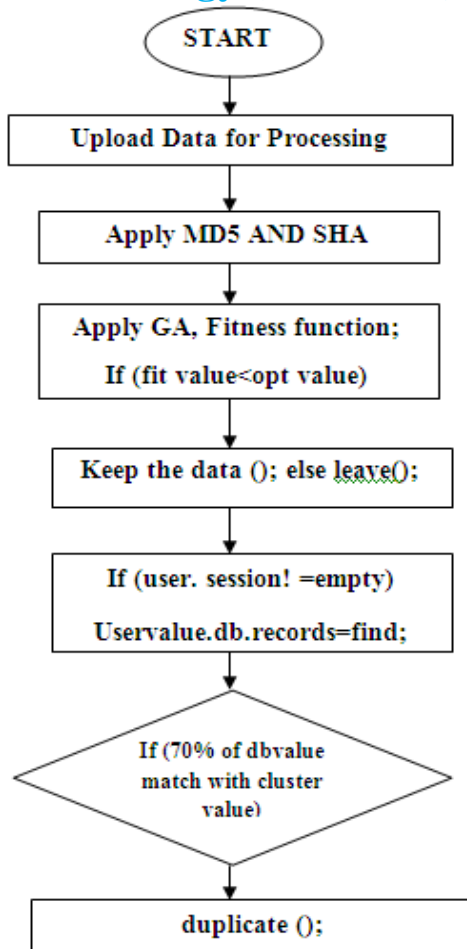 START
Upload Data for Processing
Apply MD5 AND SHA
Apply GA, Fitness function;
If (fit value<opt value)
Keep the data (); else leave();
If (user. session! =empty)
Uservalue.db.records=find;
If (70% of dbvalue
match with cluster
value)
duplicate ();